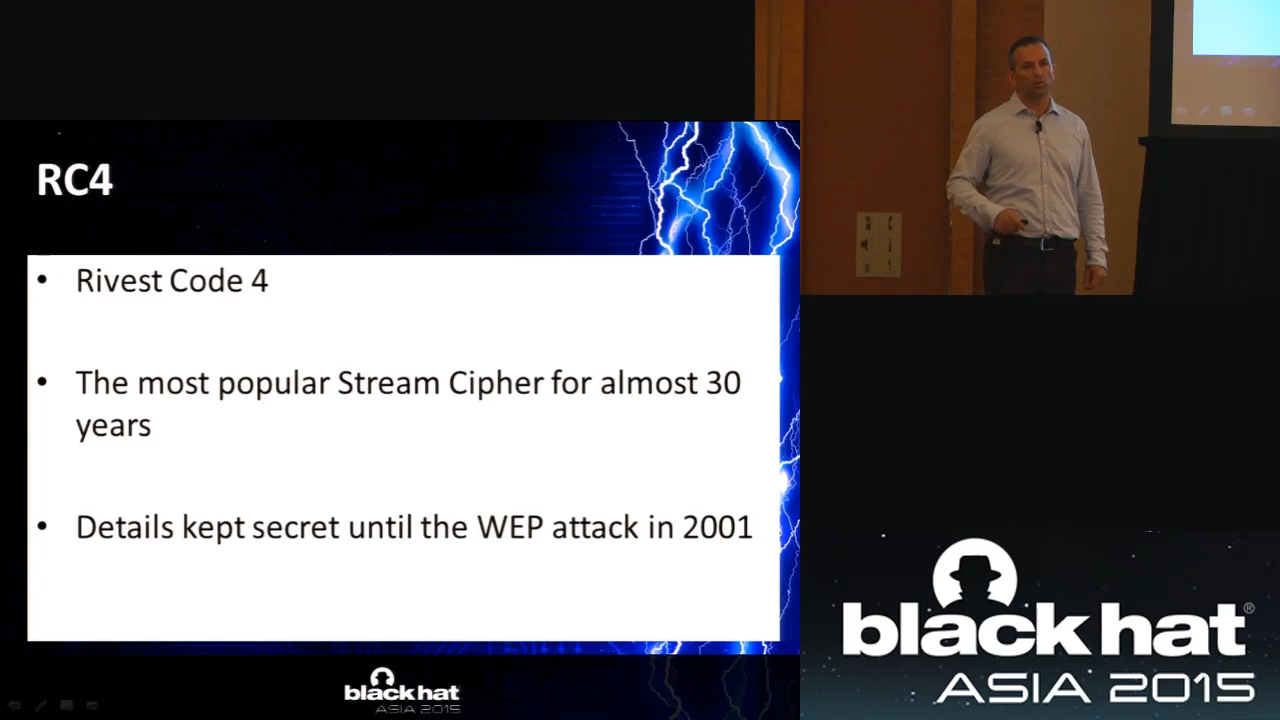 RC4
• Rivest Code 4
• The most popular Stream Cipher for almost 30
years
• Details kept secret until the WEP attack in 2001
black hat
ASIA 2015
black hat®
ASIA 2015